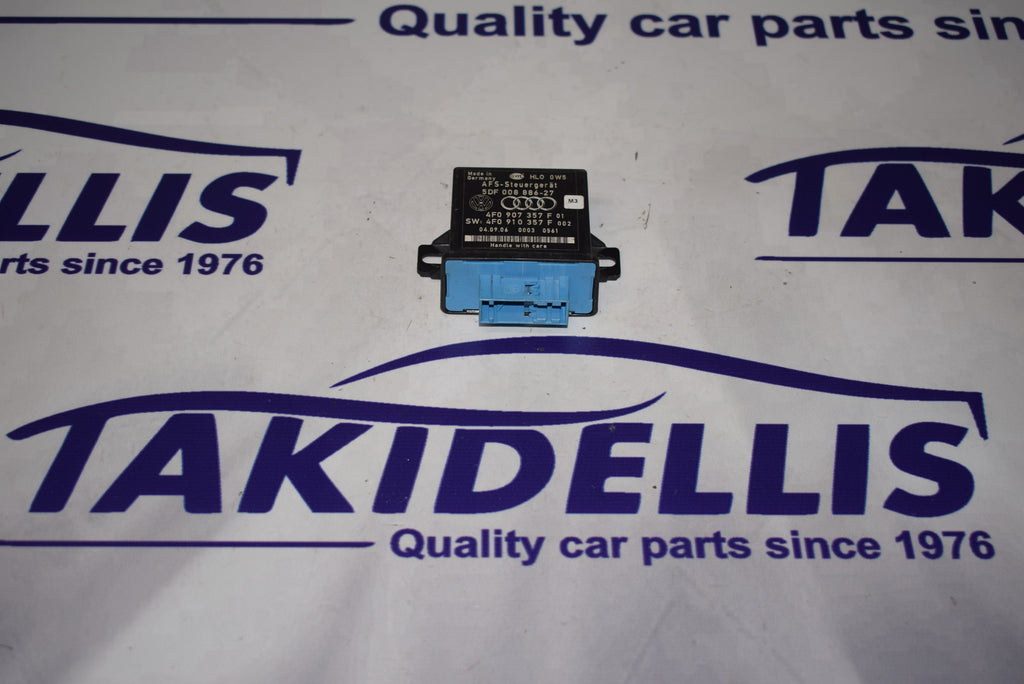 Quality car parts sin
LLIS
rts since 1976
TAK
Made in
Germany
HLO 8W5
AFS-Steuergerät
5DF 008 886-27
M3
4F0 907 357 F 01
SW: 4F0 910 357 F 002
04.09.06 0003 0561
Handle with care
TAKIDELLIS
Quality car parts since 1976